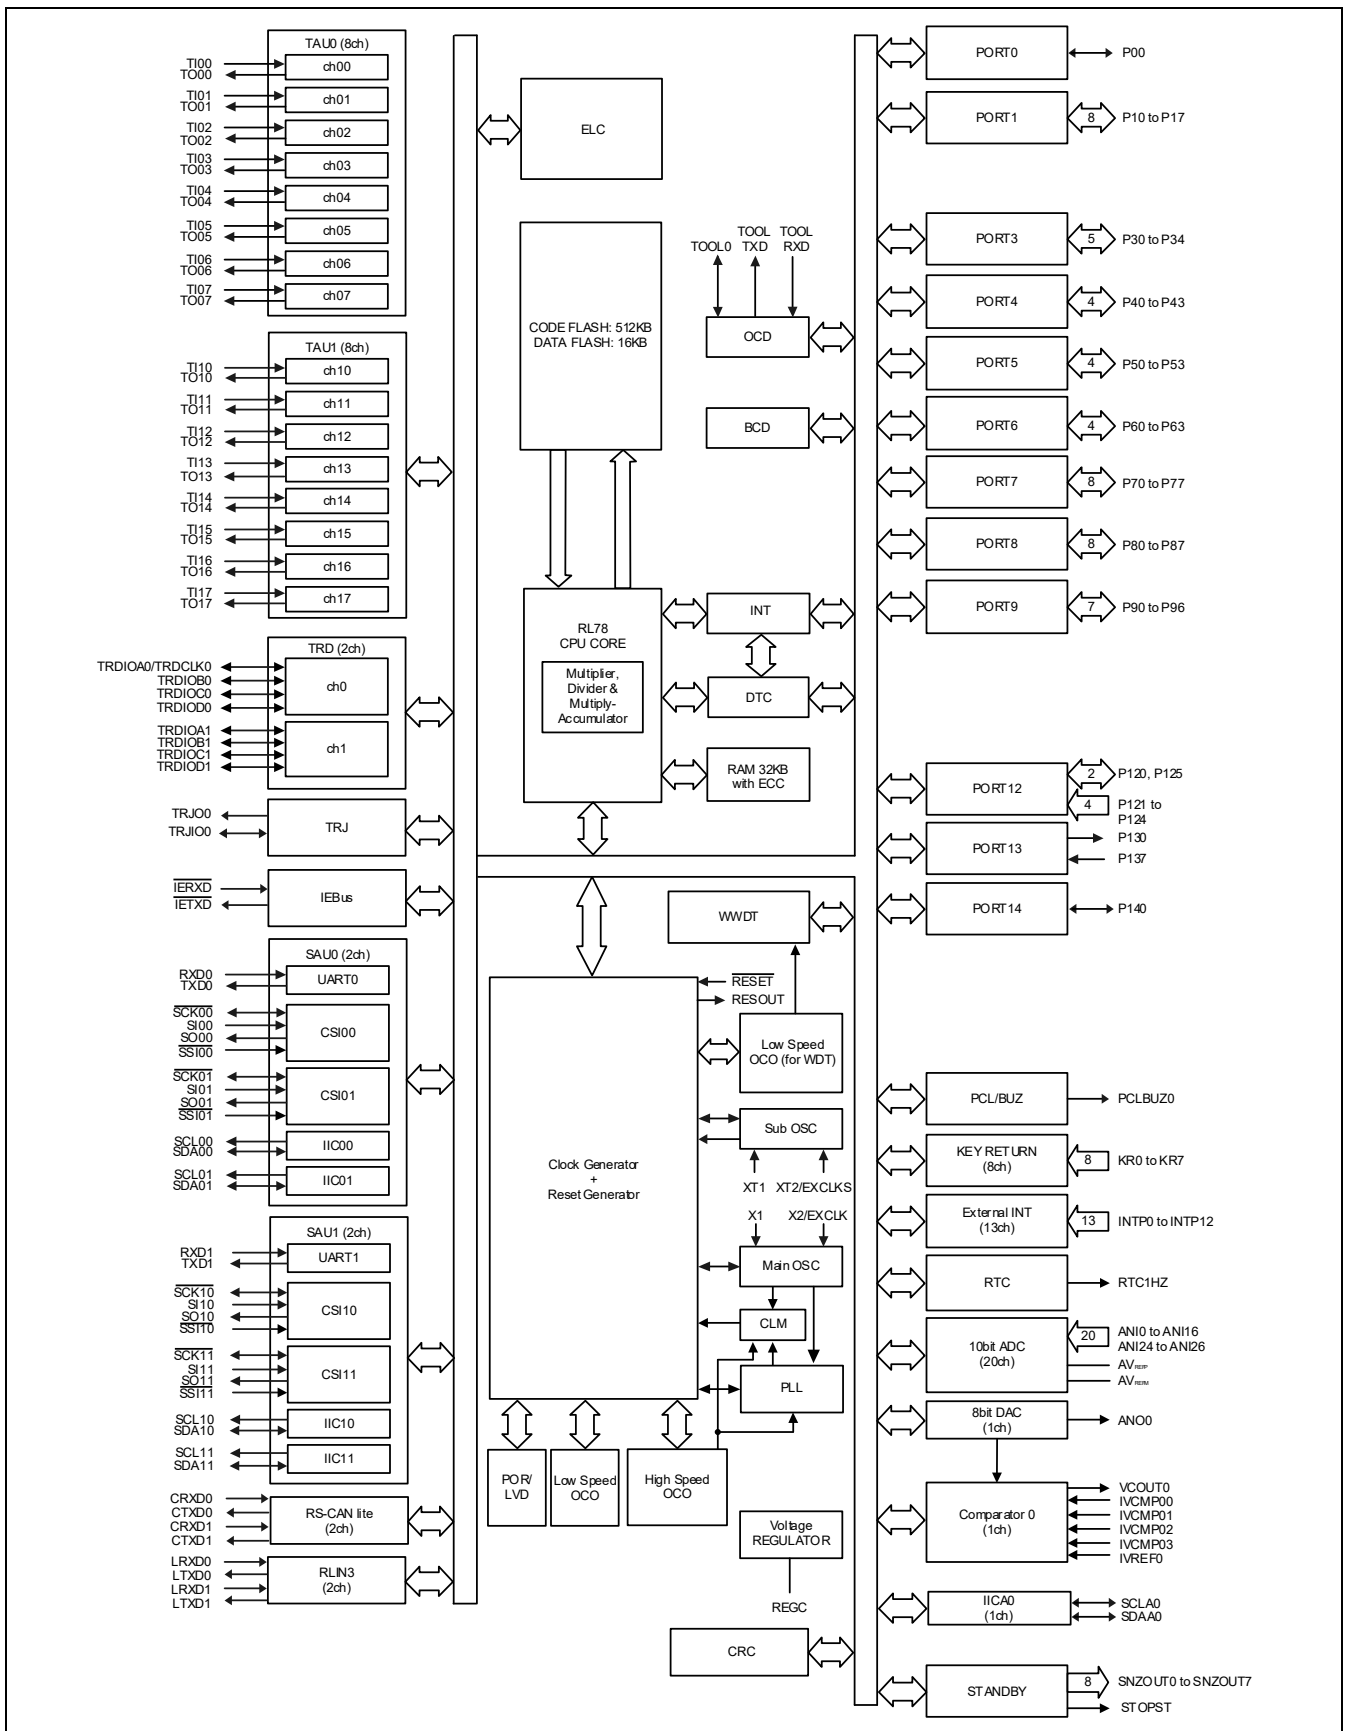 TAU0 (8ch)
TI00
TO00
ch00
TI01
TO01
ch01
TI02
TO02
ch02
TI03
TO03
ch03
TI04
TO04
ch04
TI05
TO05
ch05
TI06
TO06
ch06
TI07
TO07
ch07
TAU1 (8ch)
TI10
TO10
ch10
TI11
TO11
ch11
TI12
TO12
ch12
TI13
TO13
ch13
TI14
TO14
ch14
TI15
TO15
ch15
TI16
TO16
ch16
TI17
TO17
ch17
TRD (2ch)
TRDIOA0/TRDCLK0
TRDIOB0
TRDIOC0
TRDIOD0
ch0
TRDIOA1
TRDIOB1
TRDIOC1
TRDIOD1
ch1
TRJO0
TRJIO0
TRJ
IERXD
IETXD
IEBus
SAU0 (2ch)
RXD0
TXD0
UART0
SCK00
SI00
SO00
SSI00
CSI00
SCK01
SI01
SO01
SSI01
CSI01
SCL00
SDA00
IIC00
SCL01
SDA01
IIC01
SAU1 (2ch)
RXD1
TXD1
UART1
SCK10
SI10
SO10
SSI10
CSI10
SCK11
SI11
SO11
SSI11
CSI11
SCL10
SDA10
IIC10
SCL11
SDA11
IIC11
CRXD0
CTXD0
CRXD1
CTXD1
RS-CAN lite
(2ch)
LRXD0
LTXD0
LRXD1
LTXD1
RLIN3
(2ch)
ELC
CODE FLASH: 512KB
DATA FLASH: 16KB
TOOL0
TOOL
TXD
TOOL
RXD
OCD
BCD
RL78
CPU CORE
Multiplier,
Divider &
Multiply-
Accumulator
INT
DTC
RAM 32KB
with ECC
WWDT
RESET
RESOUT
Low Speed
OCO (for WDT)
Clock Generator
+
Reset Generator
Sub OSC
XT1
XT2/EXCLKS
X1
X2/EXCLK
Main OSC
CLM
PLL
POR/
LVD
Low Speed
OCO
High Speed
OCO
Voltage
REGULATOR
REGC
CRC
PORT0
P00
PORT1
8
P10 to P17
PORT3
5
P30 to P34
PORT4
4
P40 to P43
PORT5
4
P50 to P53
PORT6
4
P60 to P63
PORT7
8
P70 to P77
PORT8
8
P80 to P87
PORT9
7
P90 to P96
PORT12
2
P120, P125
4
P121 to
P124
PORT13
P130
P137
PORT14
P140
PCL/BUZ
PCLBUZ0
KEY RETURN
(8ch)
8
KR0 to KR7
External INT
(13ch)
13
INTP0 to INTP12
RTC
RTC1HZ
10bit ADC
(20ch)
20
ANI0 to ANI16
ANI24 to ANI26
AVREFP
AVREFM
8bit DAC
(1ch)
ANO0
Comparator 0
(1ch)
VCOUT0
IVCMP00
IVCMP01
IVCMP02
IVCMP03
IVREF0
IICA0
(1ch)
SCLA0
SDAA0
STANDBY
8
SNZOUT0 to SNZOUT7
STOPST